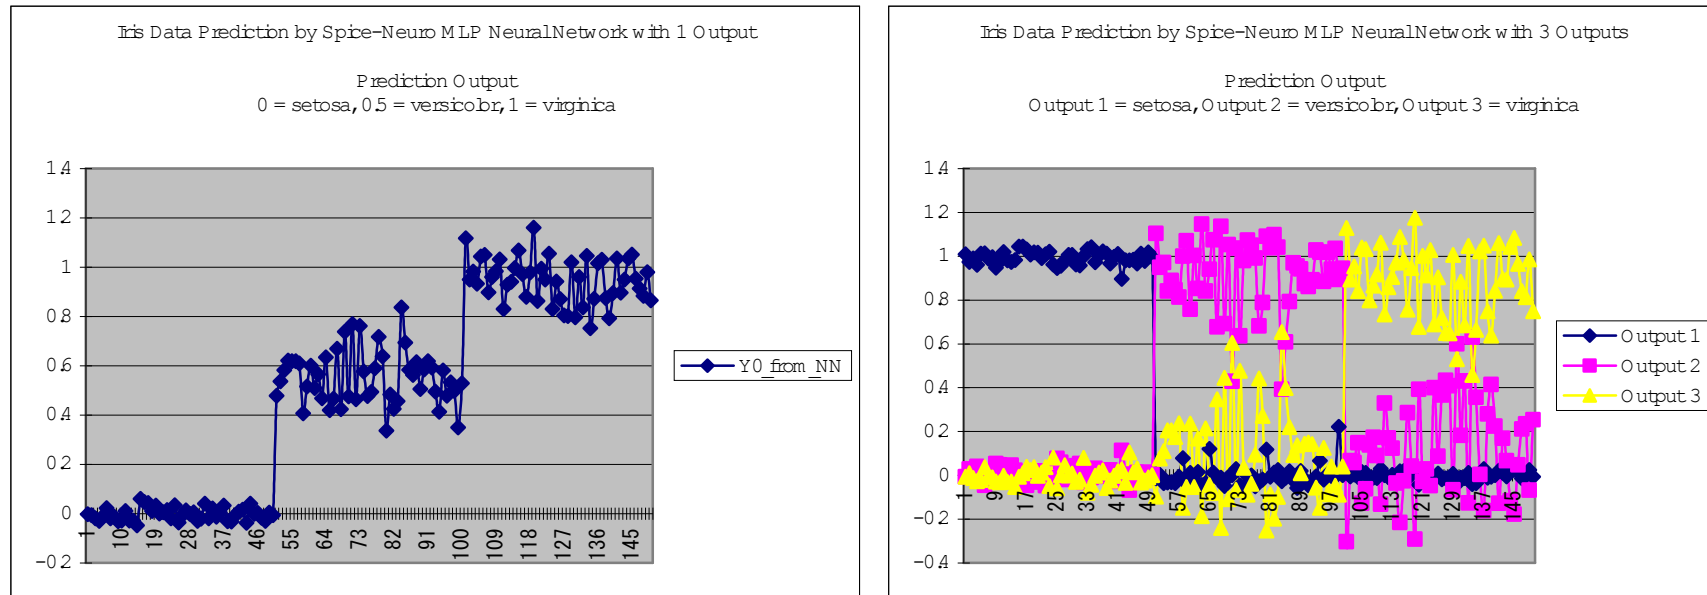 Iris Data Prediction by Spice-Neuro MLP Neural Network with 1 Output
Prediction Output
0 = setosa, 0.5 = versicolor, 1 = virginica
1.4
1.2
1
0.8
0.6
0.4
0.2
0
-0.2
1 10 19 28 37 46 55 64 73 82 91 100 109 118 127 136 145
Y0_from_NN
Iris Data Prediction by Spice-Neuro MLP Neural Network with 3 Outputs
Prediction Output
Output 1 = setosa, Output 2 = versicolor, Output 3 = virginica
1.4
1.2
1
0.8
0.6
0.4
0.2
0
-0.2
-0.4
1 9 17 25 33 41 49 57 65 73 81 89 97 105 113 121 129 137 145
Output 1
Output 2
Output 3